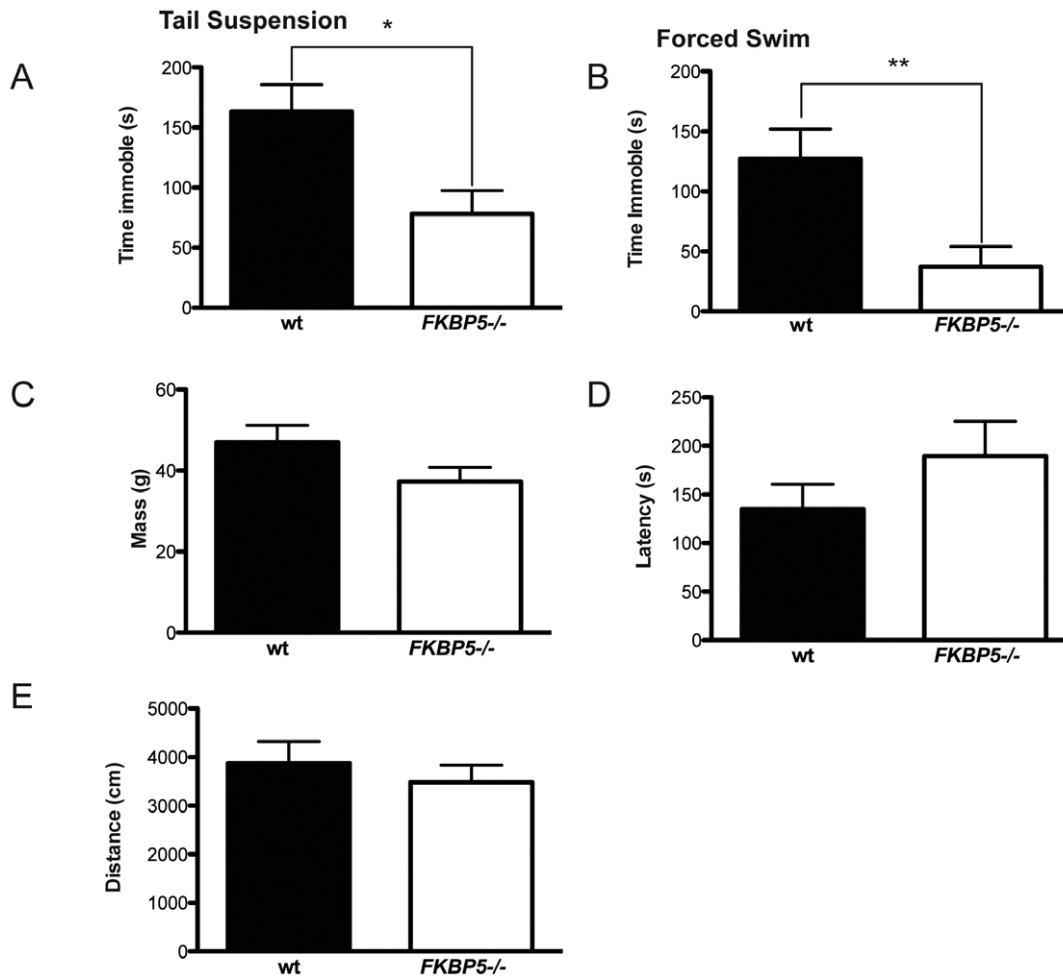 Tail Suspension
*
A
Time immoble (s)
200
150
100
50
0
wt
FKBP5-/-
Forced Swim
**
B
Time Immoble (s)
200
150
100
50
0
wt
FKBP5-/-
C
Mass (g)
60
40
20
0
wt
FKBP5-/-
D
Latency (s)
250
200
150
100
50
0
wt
FKBP5-/-
E
Distance (cm)
5000
4000
3000
2000
1000
0
wt
FKBP5-/-